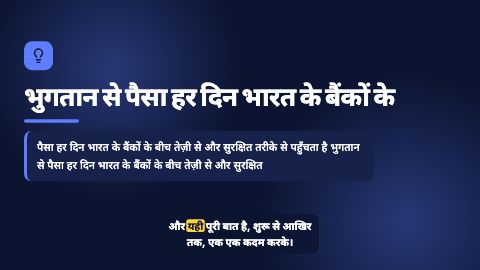 भुगतान से पैसा हर दिन भारत के बैंकों के
पैसा हर दिन भारत के बैंकों के बीच तेज़ी से और सुरक्षित तरीके से पहुँचता है भुगतान
से पैसा हर दिन भारत के बैंकों के बीच तेज़ी से और सुरक्षित
और यही पूरी बात है, शुरू से आखिर
तक, एक एक कदम करके।